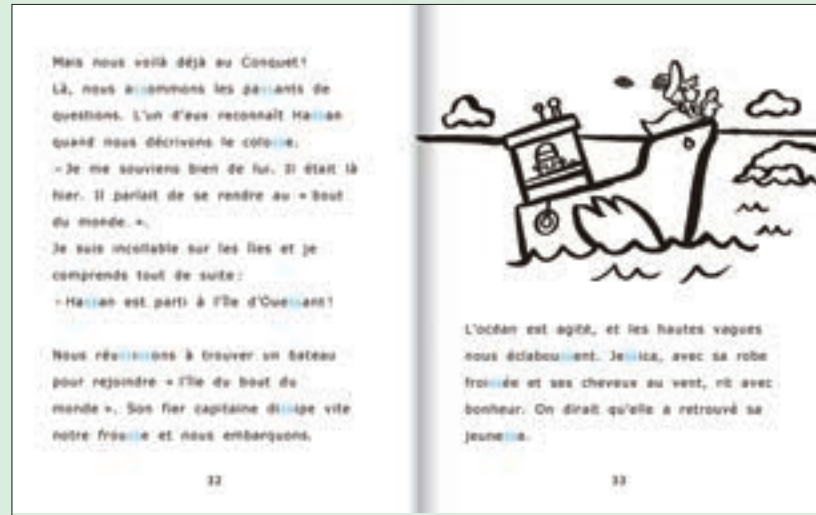 Mais nous voilà déjà au Conquet !
Là, nous assommons les passants de
questions. L'un d'eux reconnaît Hassan
quand nous décrivons le colosse.
– Je me souviens bien de lui. Il était là
hier. Il parlait de se rendre au « bout
du monde. ».
Je suis incollable sur les îles et je
comprends tout de suite :
– Hassan est parti à l'île d'Ouessant !
Nous réussissons à trouver un bateau
pour rejoindre « l'île du bout du
monde ». Son fier capitaine dissipe vite
notre frousse et nous embarquons.
32
L'océan est agité, et les hautes vagues
nous éclaboussent. Jessica, avec sa robe
froissée et ses cheveux au vent, rit avec
bonheur. On dirait qu'elle a retrouvé sa
jeunesse.
33